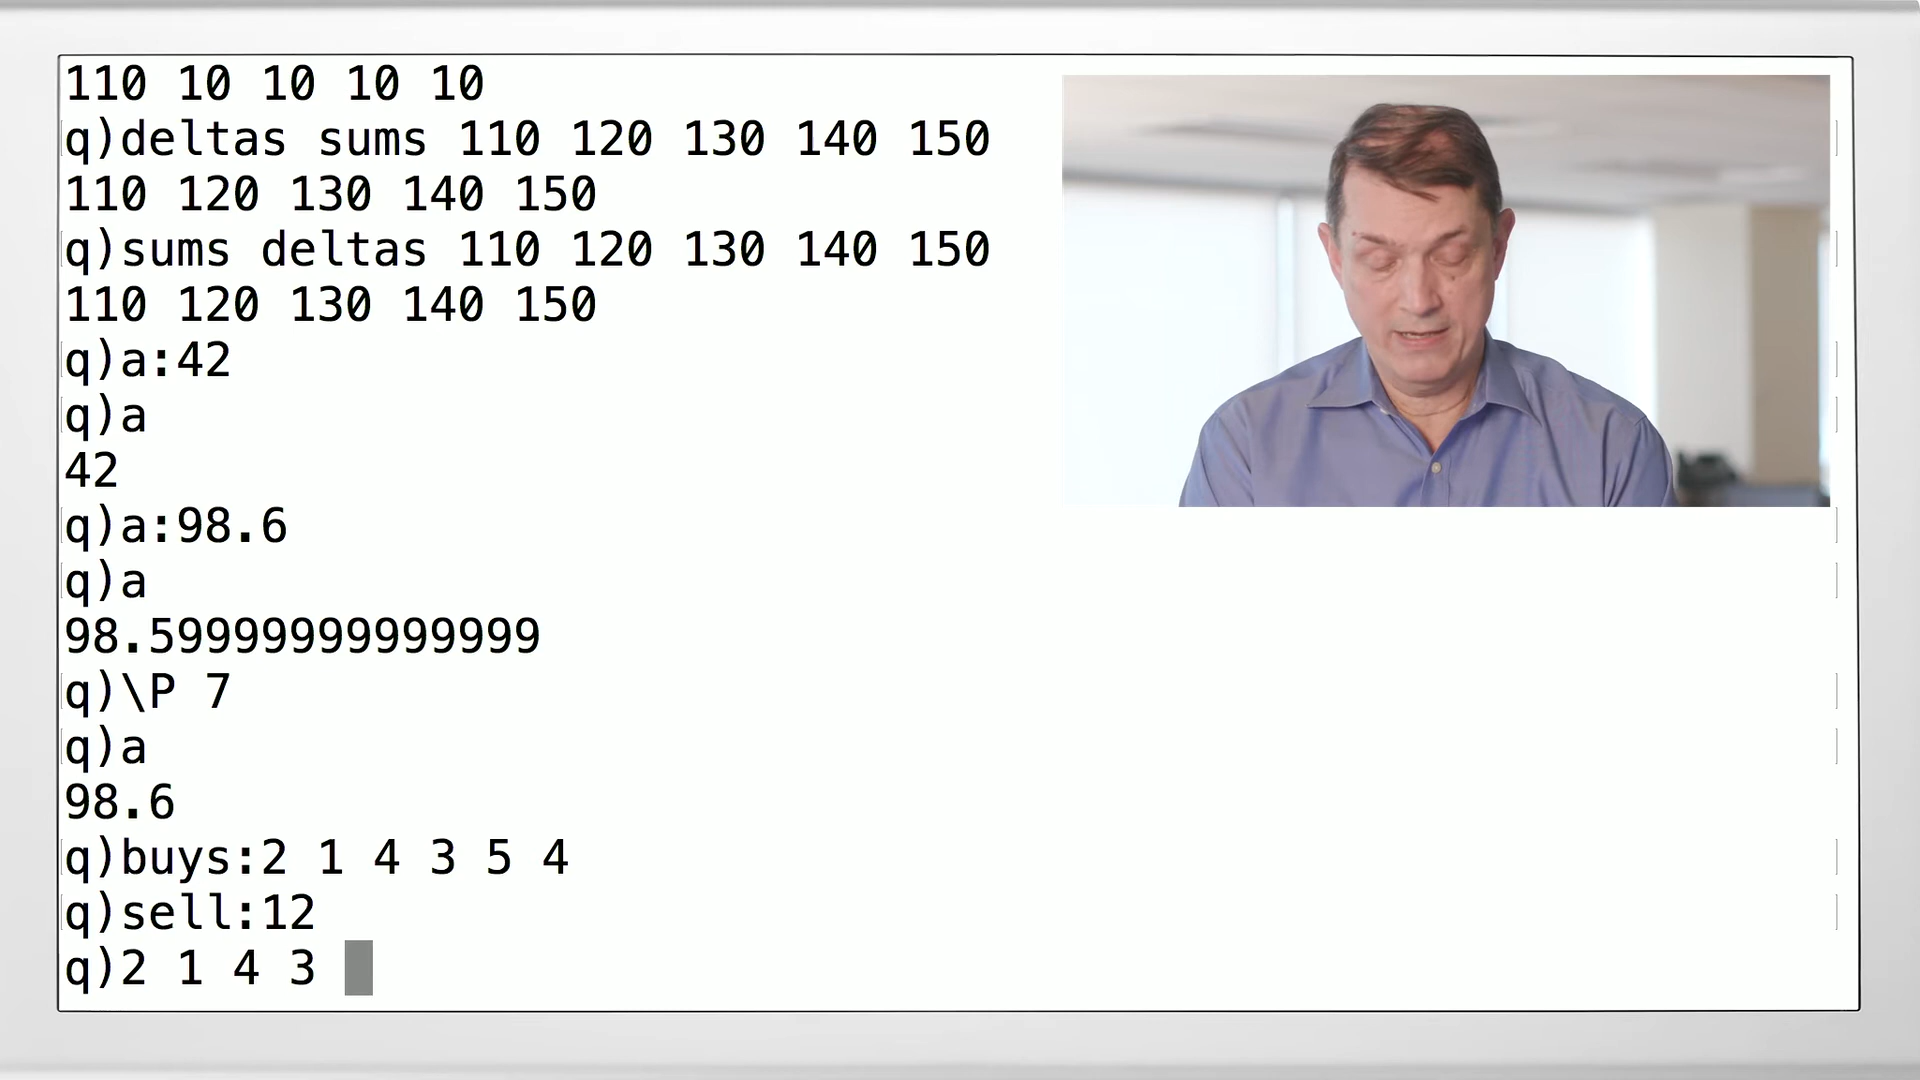 110 10 10 10 10
q)deltas sums 110 120 130 140 150
110 120 130 140 150
q)sums deltas 110 120 130 140 150
110 120 130 140 150
q)a:42
q)a
42
q)a:98.6
q)a
98.59999999999999
q)\P 7
q)a
98.6
q)buys:2 1 4 3 5 4
q)sell:12
q)2 1 4 3